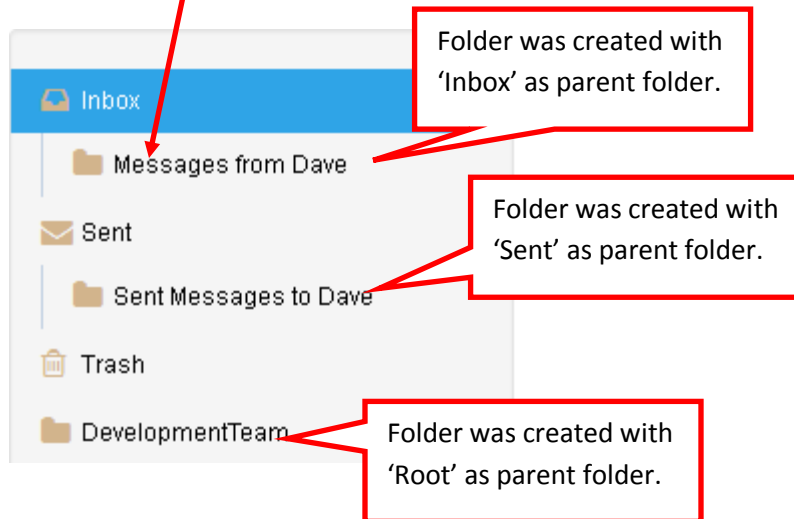 Folder was created with
‘Inbox’ as parent folder.
Inbox
Messages from Dave
Folder was created with
‘Sent’ as parent folder.
Sent
Sent Messages to Dave
Trash
DevelopmentTeam
Folder was created with
‘Root’ as parent folder.